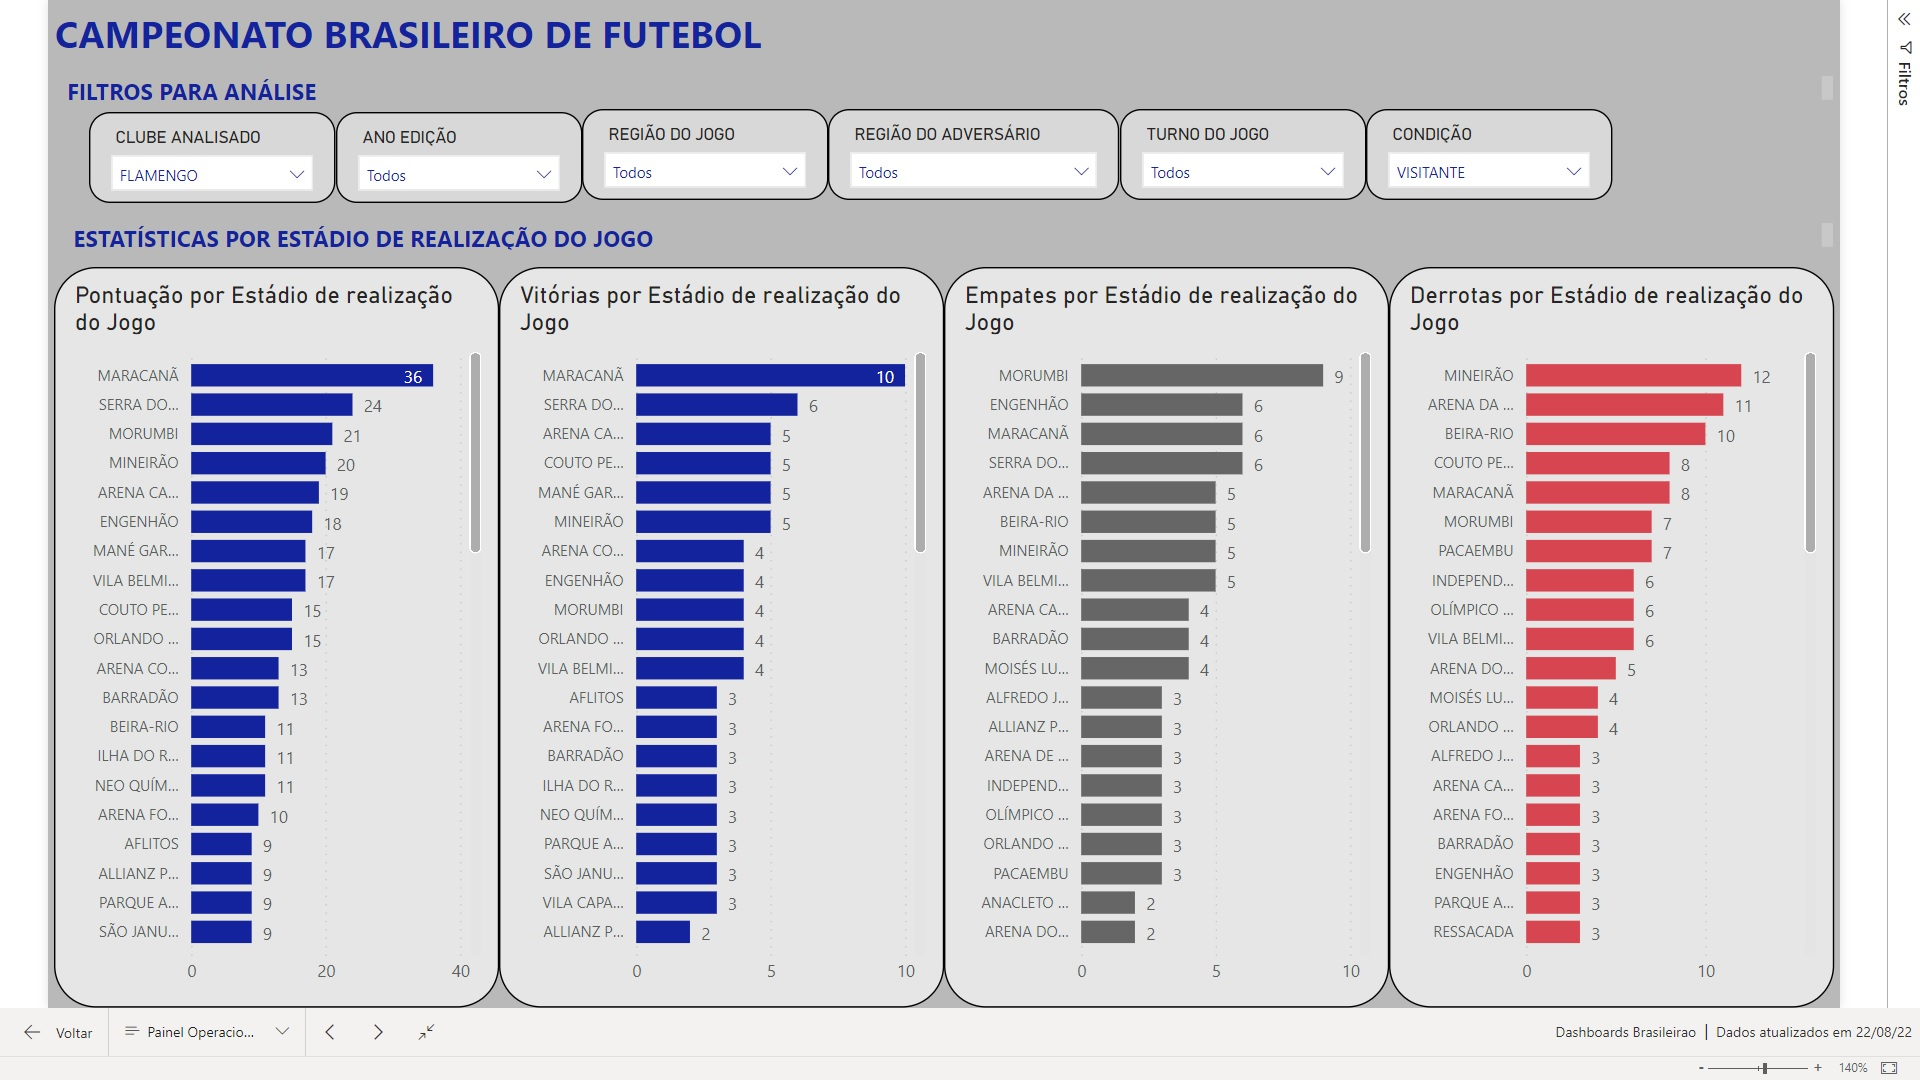 CAMPEONATO BRASILEIRO DE FUTEBOL
Filtros
FILTROS PARA ANÁLISE
CLUBE ANALISADO
FLAMENGO
ANO EDIÇÃO
Todos
REGIÃO DO JOGO
Todos
REGIÃO DO ADVERSÁRIO
Todos
TURNO DO JOGO
Todos
CONDIÇÃO
VISITANTE
ESTATÍSTICAS POR ESTÁDIO DE REALIZAÇÃO DO JOGO
Pontuação por Estádio de realização
do Jogo
MARACANÃ 36
SERRA DO... 24
MORUMBI 21
MINEIRÃO 20
ARENA CA... 19
ENGENHÃO 18
MANÉ GAR... 17
VILA BELMI... 17
COUTO PE... 15
ORLANDO ... 15
ARENA CO... 13
BARRADÃO 13
BEIRA-RIO 11
ILHA DO R... 11
NEO QUÍM... 11
ARENA FO... 10
AFLITOS 9
ALLIANZ P... 9
PARQUE A... 9
SÃO JANU... 9
0 20 40
Vitórias por Estádio de realização do
Jogo
MARACANÃ 10
SERRA DO... 6
ARENA CA... 5
COUTO PE... 5
MANÉ GAR... 5
MINEIRÃO 5
ARENA CO... 4
ENGENHÃO 4
MORUMBI 4
ORLANDO ... 4
VILA BELMI... 4
AFLITOS 3
ARENA FO... 3
BARRADÃO 3
ILHA DO R... 3
NEO QUÍM... 3
PARQUE A... 3
SÃO JANU... 3
VILA CAPA... 3
ALLIANZ P... 2
0 5 10
Empates por Estádio de realização do
Jogo
MORUMBI 9
ENGENHÃO 6
MARACANÃ 6
SERRA DO... 6
ARENA DA ... 5
BEIRA-RIO 5
MINEIRÃO 5
VILA BELMI... 5
ARENA CA... 4
BARRADÃO 4
MOISÉS LU... 4
ALFREDO J... 3
ALLIANZ P... 3
ARENA DE ... 3
INDEPEND... 3
OLÍMPICO ... 3
ORLANDO ... 3
PACAEMBU 3
ANACLETO ... 2
ARENA DO... 2
0 5 10
Derrotas por Estádio de realização do
Jogo
MINEIRÃO 12
ARENA DA ... 11
BEIRA-RIO 10
COUTO PE... 8
MARACANÃ 8
MORUMBI 7
PACAEMBU 7
INDEPEND... 6
OLÍMPICO ... 6
VILA BELMI... 6
ARENA DO... 5
MOISÉS LU... 4
ORLANDO ... 4
ALFREDO J... 3
ARENA CA... 3
ARENA FO... 3
BARRADÃO 3
ENGENHÃO 3
PARQUE A... 3
RESSACADA 3
0 10
Voltar
Painel Operacio...
Dashboards Brasileirao | Dados atualizados em 22/08/22
- + 140%